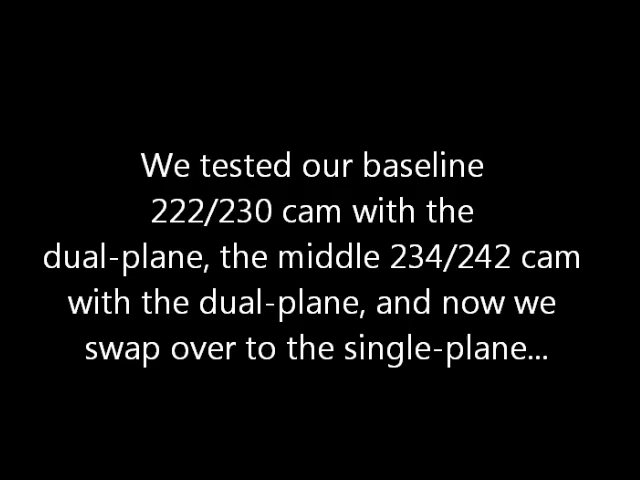 We tested our baseline
222/230 cam with the
dual-plane, the middle 234/242 cam
with the dual-plane, and now we
swap over to the single-plane...